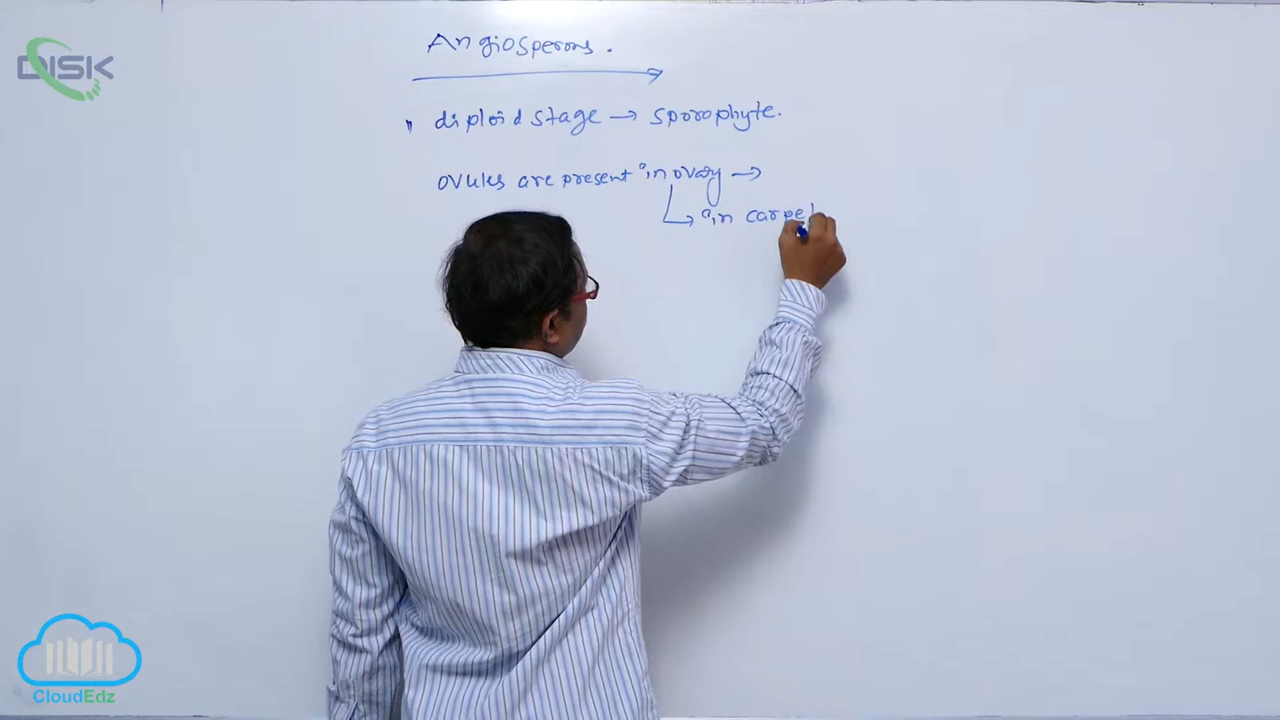 DISK
Angiosperms.
" diploid stage → sporophyte.
ovules are present in ovary →
↳ in carpel
CloudEdz